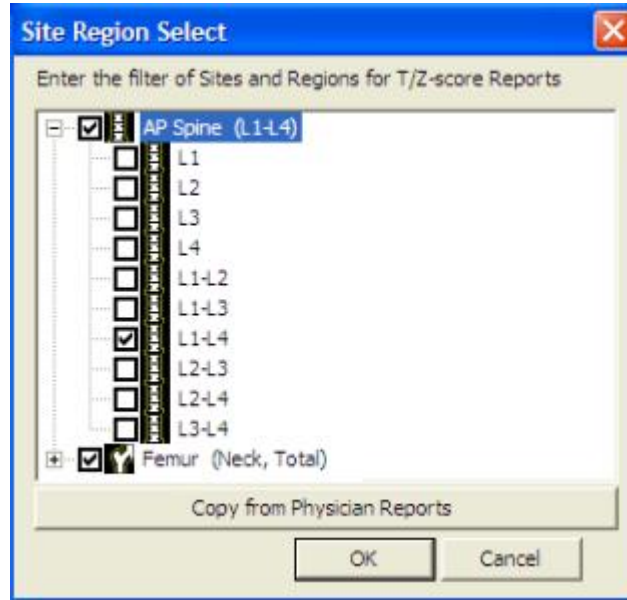 Site Region Select
Enter the filter of Sites and Regions for T/Z-score Reports
AP Spine (L1-L4)
L1
L2
L3
L4
L1-L2
L1-L3
L1-L4
L2-L3
L2-L4
L3-L4
Femur (Neck, Total)
Copy from Physician Reports
OK Cancel